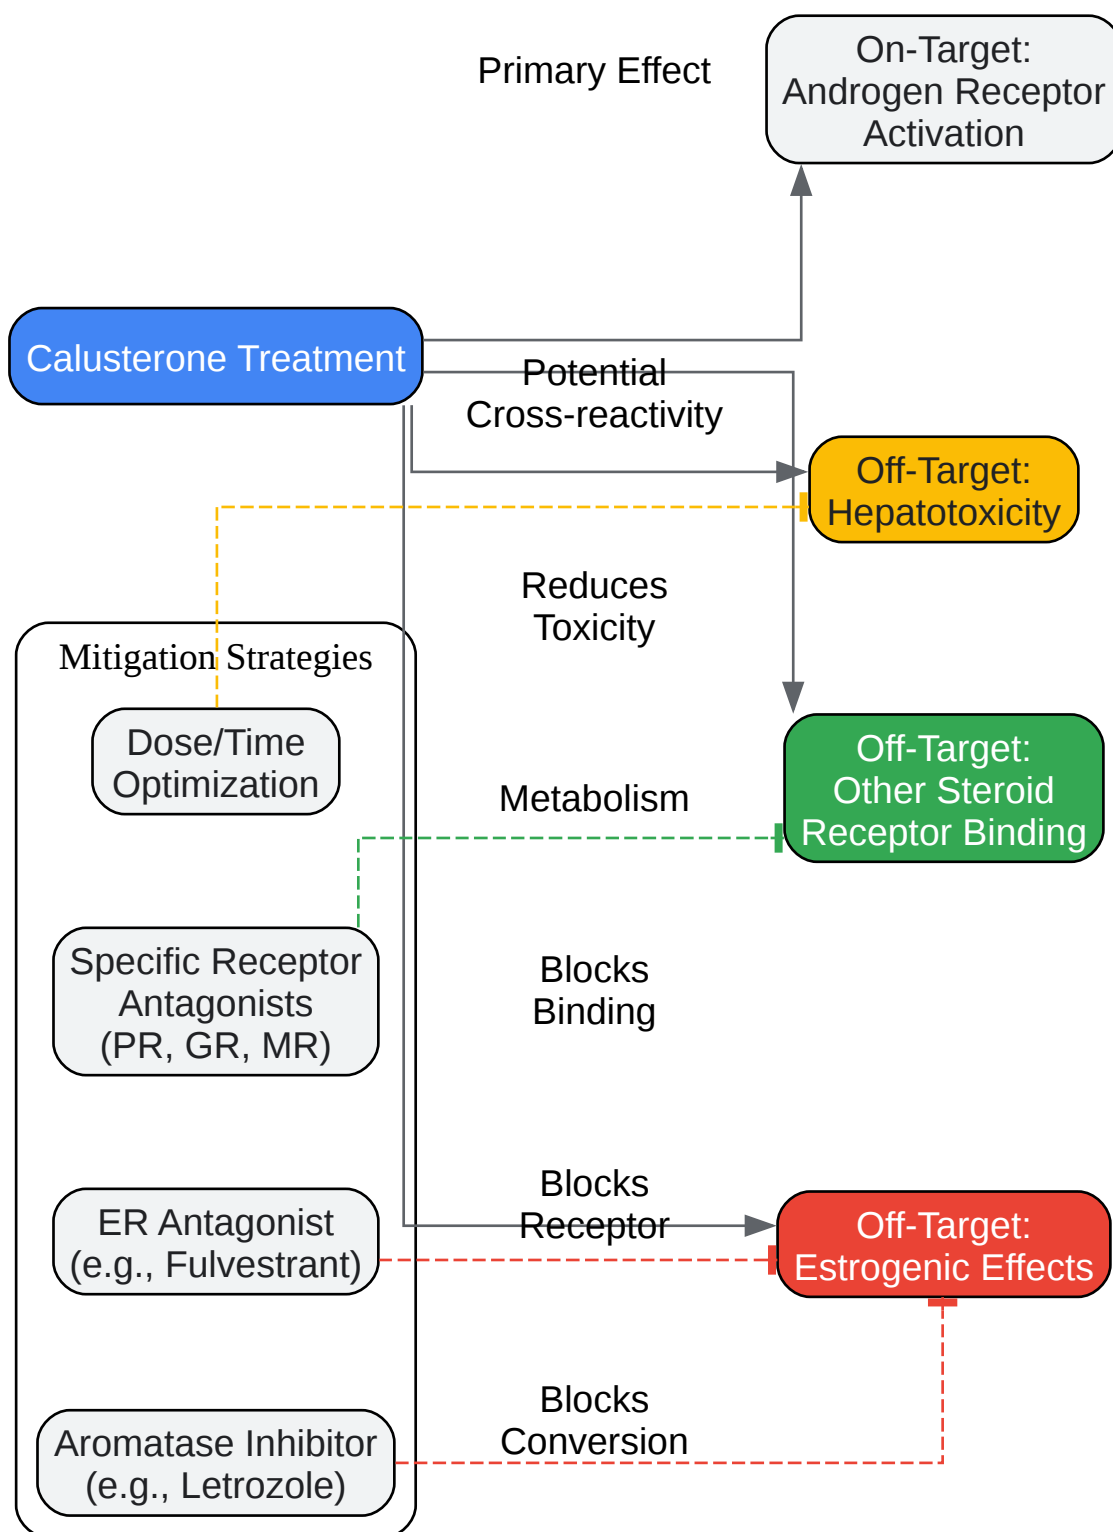 Primary Effect
On-Target:
Androgen Receptor
Activation
Calusterone Treatment
Potential
Cross-reactivity
Off-Target:
Hepatotoxicity
Reduces
Toxicity
Mitigation Strategies
Dose/Time
Optimization
Metabolism
Off-Target:
Other Steroid
Receptor Binding
Specific Receptor
Antagonists
(PR, GR, MR)
Blocks
Binding
ER Antagonist
(e.g., Fulvestrant)
Blocks
Receptor
Off-Target:
Estrogenic Effects
Aromatase Inhibitor
(e.g., Letrozole)
Blocks
Conversion